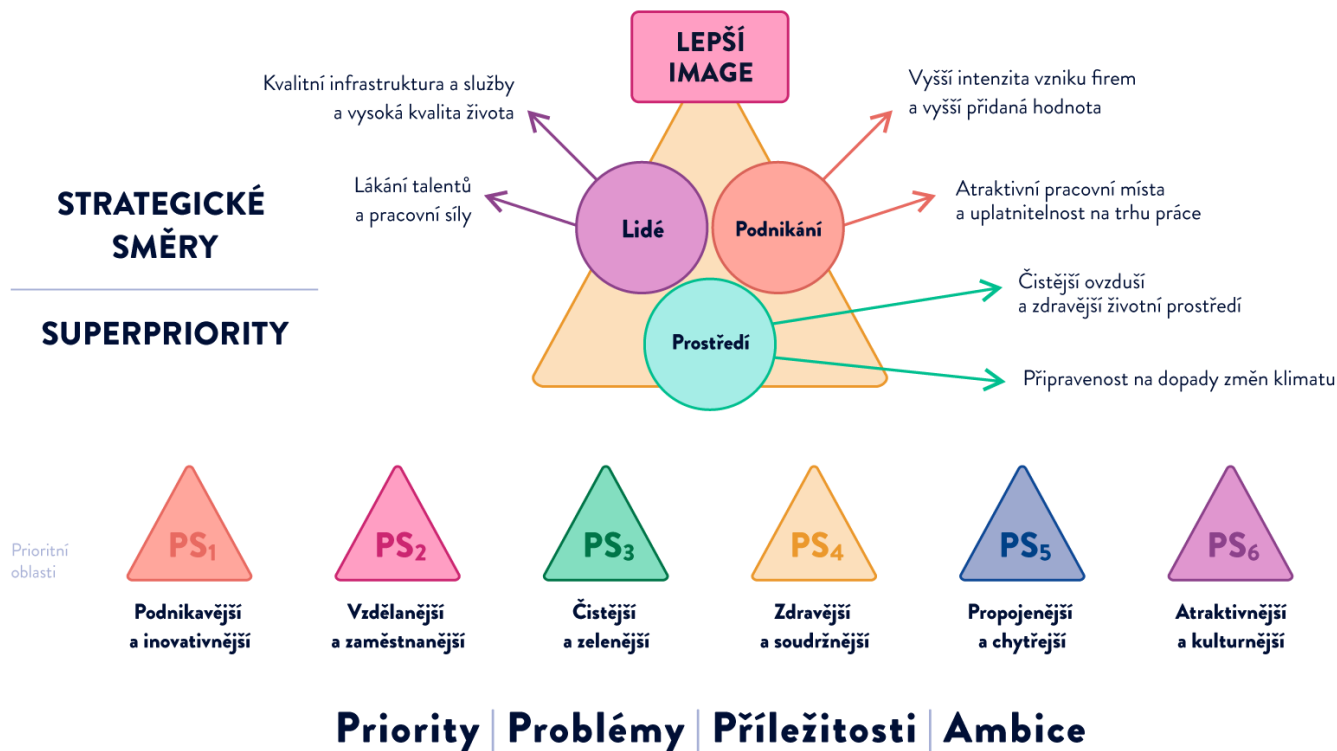 LEPŠÍ
IMAGE
Kvalitní infrastruktura a služby
a vysoká kvalita života
Vyšší intenzita vzniku firem
a vyšší přidaná hodnota
Lákání talentů
a pracovní síly
Atraktivní pracovní místa
a uplatnitelnost na trhu práce
STRATEGICKÉ
SMĚRY
Lidé
Podnikání
Čistější ovzduší
a zdravější životní prostředí
SUPERPRIORITY
Prostředí
Připravenost na dopady změn klimatu
Prioritní
oblasti
PS1
PS2
PS3
PS4
PS5
PS6
Podnikavější
a inovativnější
Vzdělanější
a zaměstnanější
Čistější
a zelenější
Zdravější
a soudržnější
Propojenější
a chytřejší
Atraktivnější
a kulturnější
Priority | Problémy | Příležitosti | Ambice